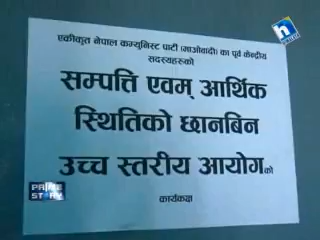 एकीकृत नेपाल कम्युनिस्ट पार्टी (माओवादी) का पूर्व केन्द्रीय
सदस्यहरुको
सम्पत्ति एवम् आर्थिक
स्थितिको छानबिन
उच्च स्तरीय आयोगको
कार्यकक्ष
PRIME
STORY
h